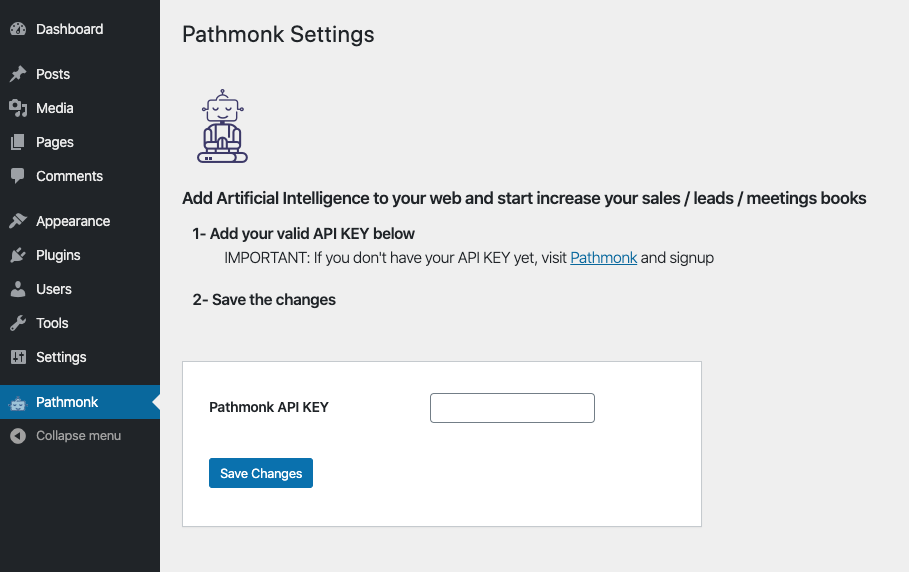 Dashboard
Posts
Media
Pages
Comments
Appearance
Plugins
Users
Tools
Settings
Pathmonk
Collapse menu
Pathmonk Settings
Add Artificial Intelligence to your web and start increase your sales / leads / meetings books
1- Add your valid API KEY below
IMPORTANT: If you don't have your API KEY yet, visit Pathmonk and signup
2- Save the changes
Pathmonk API KEY
Save Changes